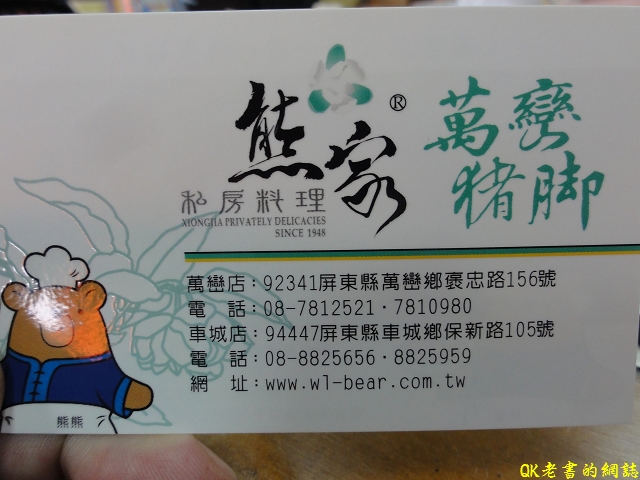 熊家®
萬巒
猪脚
私房料理
XIONGJIA PRIVATELY DELICACIES
SINCE 1948
萬巒店：92341屏東縣萬巒鄉褒忠路156號
電　話：08-7812521・7810980
車城店：94447屏東縣車城鄉保新路105號
電　話：08-8825656・8825959
網　址：www.wl-bear.com.tw
熊熊
QK老書的網誌